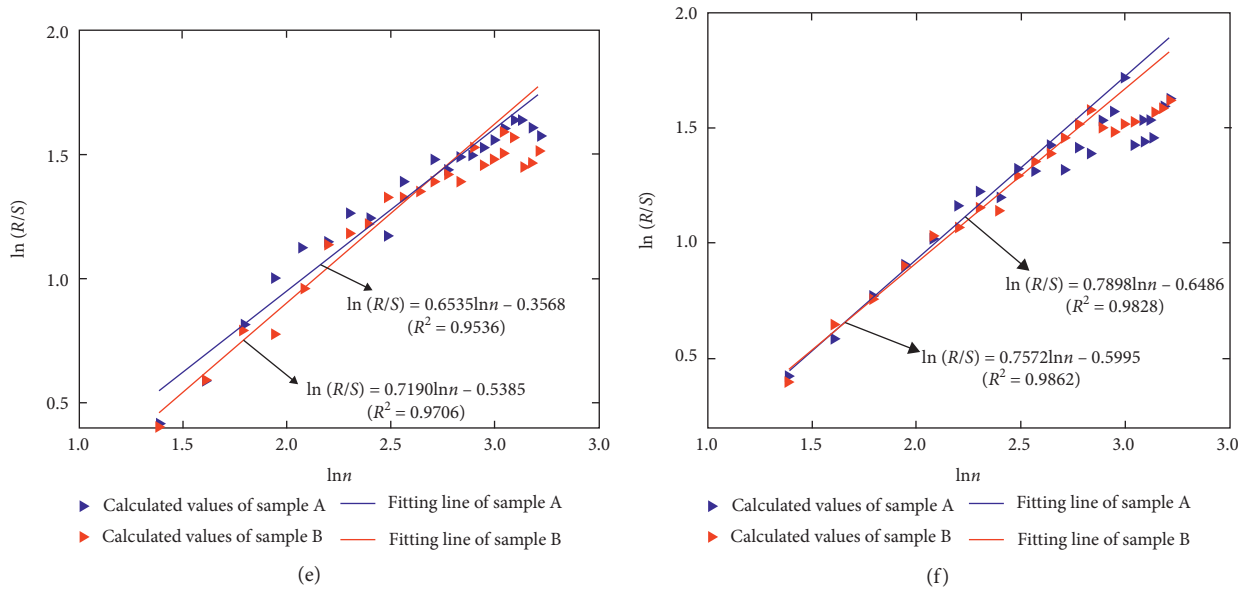 2.0
1.5
1.0
0.5
ln (R/S)
ln (R/S) = 0.6535lnn – 0.3568
(R² = 0.9536)
ln (R/S) = 0.7190lnn – 0.5385
(R² = 0.9706)
1.0 1.5 2.0 2.5 3.0 3.0
lnn
Calculated values of sample A Fitting line of sample A
Calculated values of sample B Fitting line of sample B
(e)
2.0
1.5
1.0
0.5
ln (R/S)
ln (R/S) = 0.7898lnn – 0.6486
(R² = 0.9828)
ln (R/S) = 0.7572lnn – 0.5995
(R² = 0.9862)
1.0 1.5 2.0 2.5 3.0 3.0
lnn
Calculated values of sample A Fitting line of sample A
Calculated values of sample B Fitting line of sample B
(f)